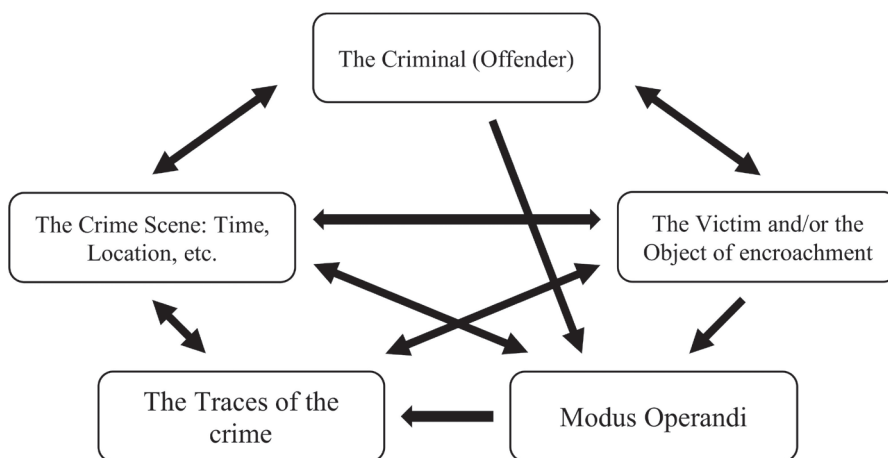 The Criminal (Offender)
The Crime Scene: Time,
Location, etc.
The Victim and/or the
Object of encroachment
The Traces of the
crime
Modus Operandi